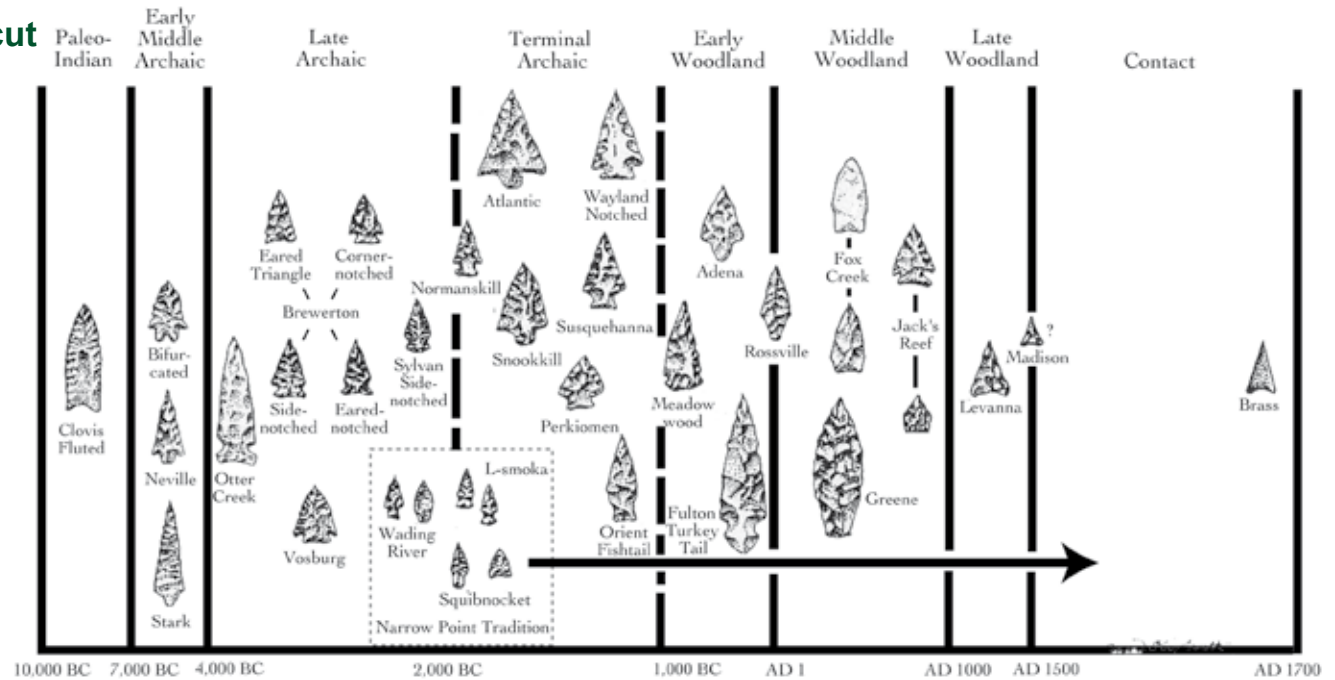 cut
Paleo-
Indian
Early
Middle
Archaic
Late
Archaic
Terminal
Archaic
Early
Woodland
Middle
Woodland
Late
Woodland
Contact
Clovis
Fluted
Bifur-
cated
Neville
Stark
Otter
Creek
Eared
Triangle
Corner-
notched
Brewerton
Side-
notched
Eared-
notched
Vosburg
Sylvan
Side-
notched
Normanskill
Wading
River
L-smoka
Squibnocket
Narrow Point Tradition
Atlantic
Wayland
Notched
Snookkill
Susquehanna
Perkiomen
Orient
Fishtail
Meadow
wood
Adena
Fulton
Turkey
Tail
Rossville
Fox
Creek
Jack's
Reef
Greene
Levanna
?
Madison
Brass
10,000 BC
7,000 BC
4,000 BC
2,000 BC
1,000 BC
AD 1
AD 1000
AD 1500
AD 1700